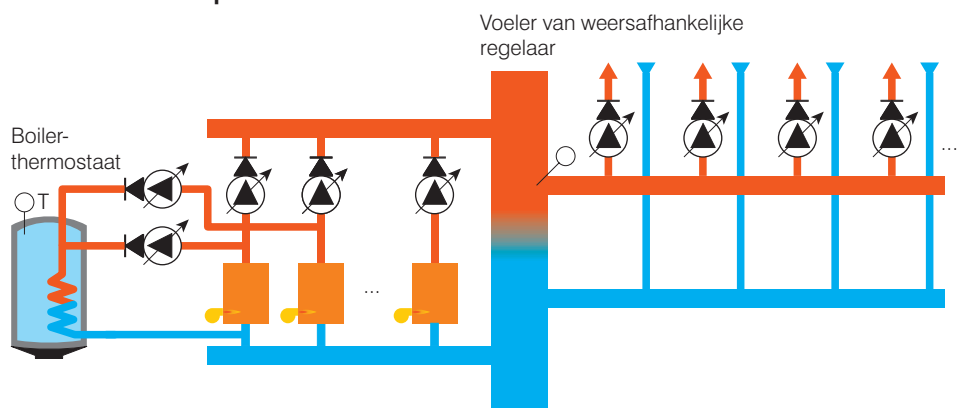 Voeler van weersafhankelijke
regelaar
Boiler-
thermostaat
T
...
...